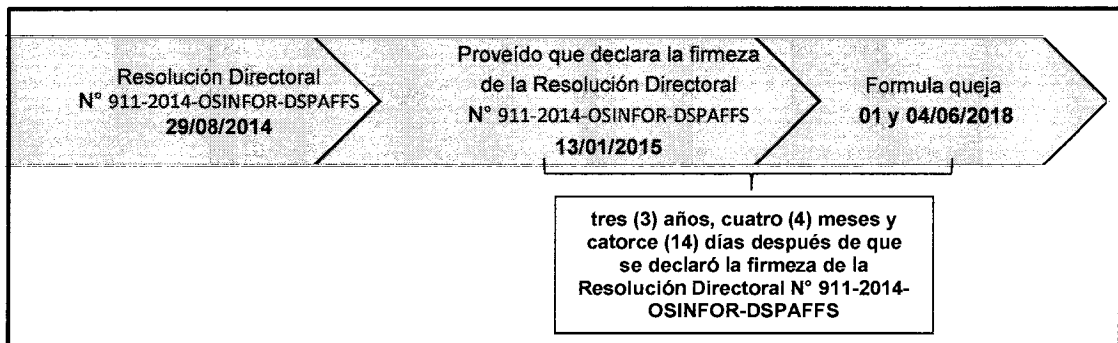 Resolución Directoral
N° 911-2014-OSINFOR-DSPAFFS
29/08/2014
Proveído que declara la firmeza
de la Resolución Directoral
N° 911-2014-OSINFOR-DSPAFFS
13/01/2015
Formula queja
01 y 04/06/2018
tres (3) años, cuatro (4) meses y
catorce (14) días después de que
se declaró la firmeza de la
Resolución Directoral N° 911-2014-
OSINFOR-DSPAFFS